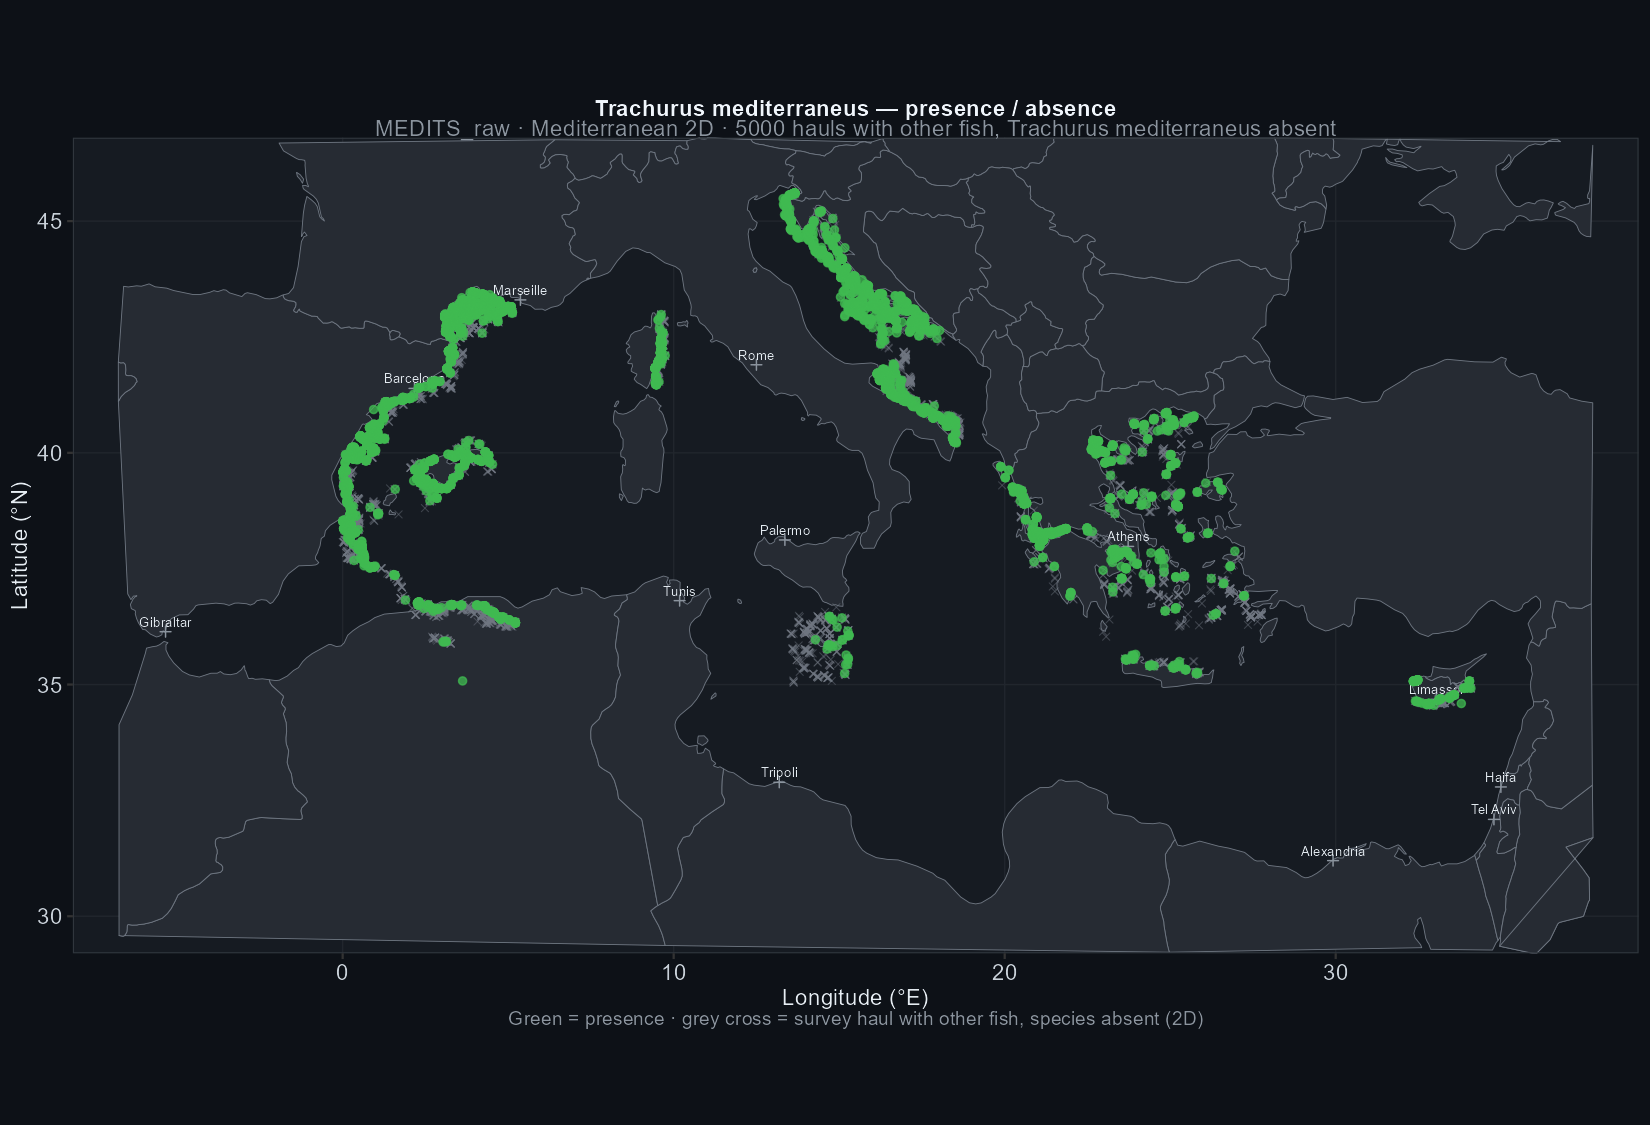 Trachurus mediterraneus — presence / absence
MEDITS_raw · Mediterranean 2D · 5000 hauls with other fish, Trachurus mediterraneus absent
45
40
35
30
Latitude (°N)
Marseille
Rome
Palermo
Athens
Tunis
Gibraltar
Tripoli
Haifa
Tel Aviv
Alexandria
0
10
20
30
Longitude (°E)
Green = presence · grey cross = survey haul with other fish, species absent (2D)